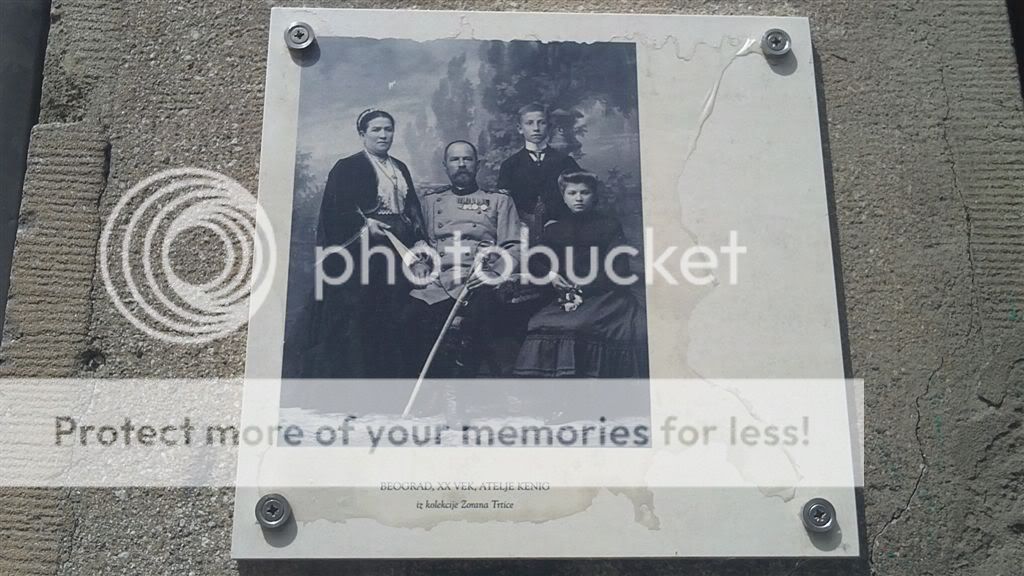 photobucket
Protect more of your memories for less!
BEOGRAD, XX VEK, ATELJE KENIG
iz kolekcije Zorana Trtice